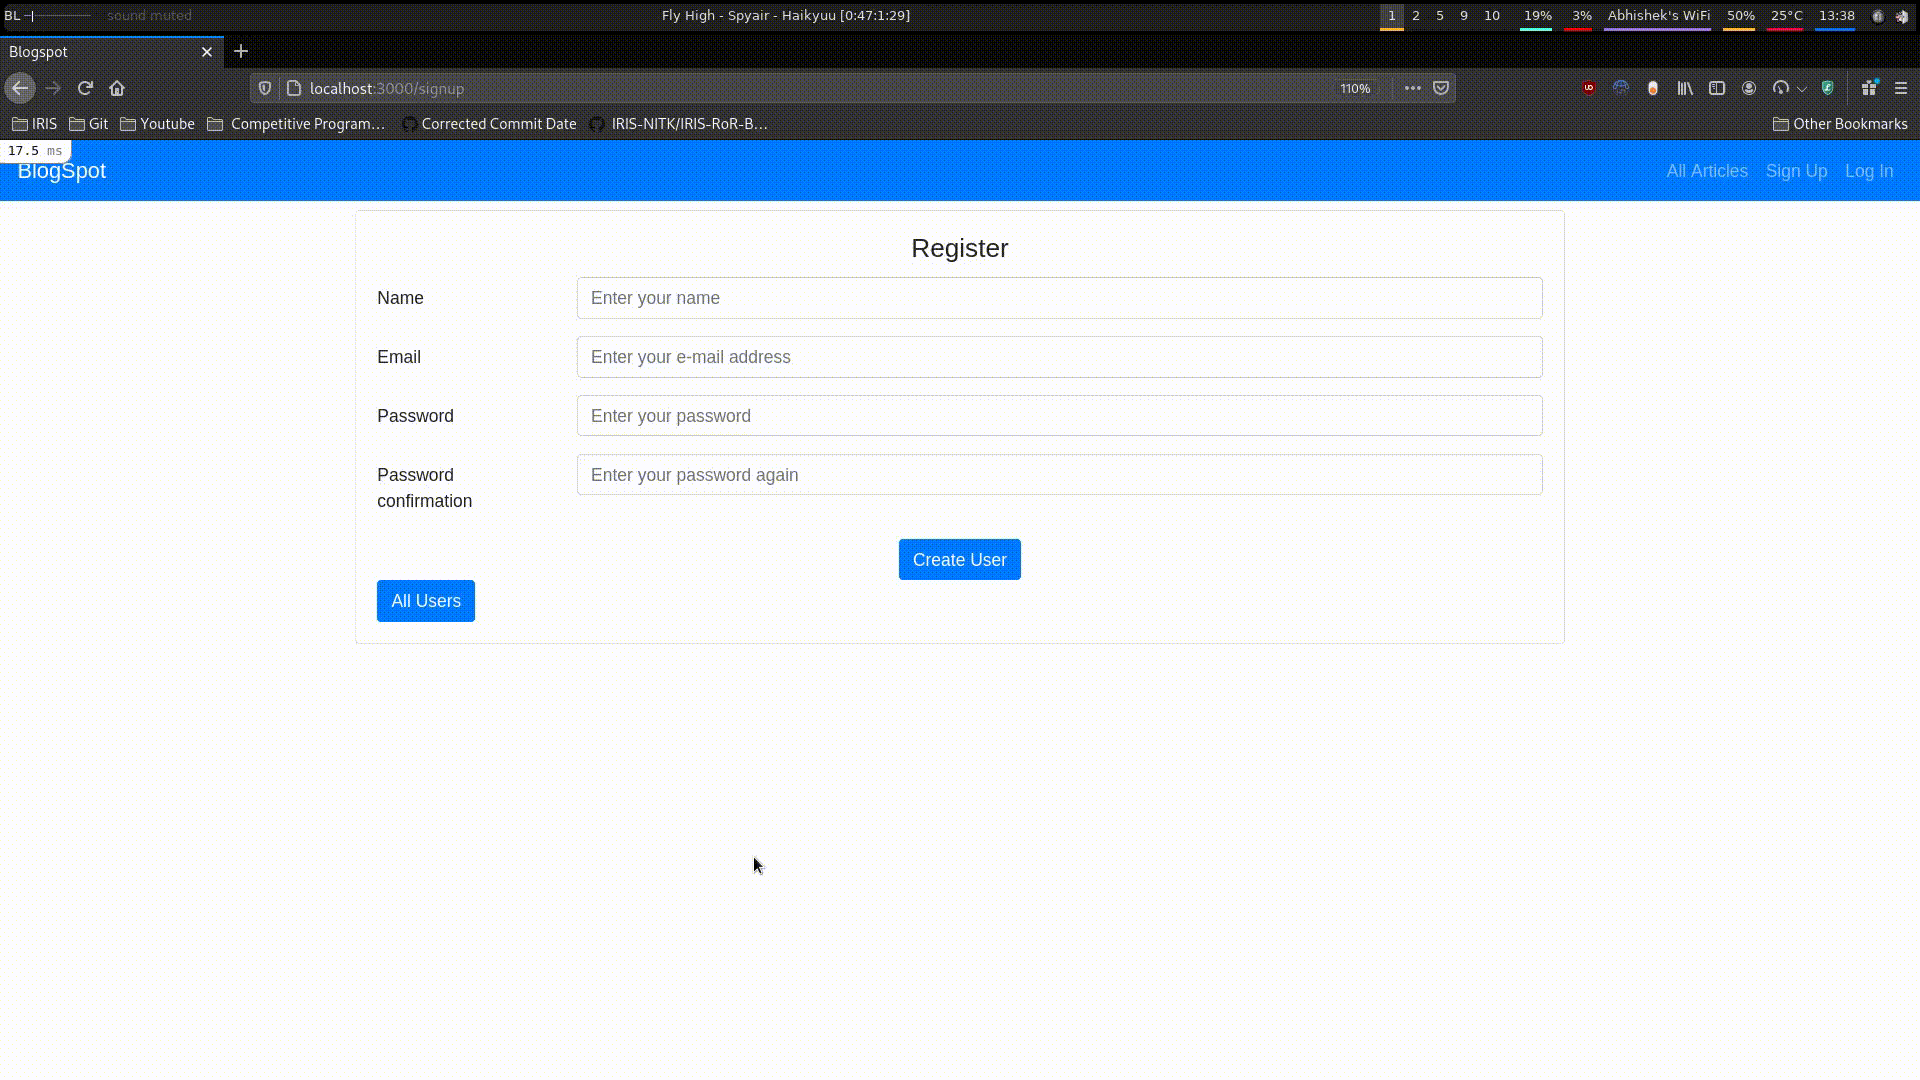 BL sound muted Fly High - Spyair - Haikyuu [0:47:1:29] 1 2 5 9 10 19% 3% Abhishek's WiFi 50% 25°C 13:38
Blogspot
localhost:3000/signup 110%
IRIS Git Youtube Competitive Program... Corrected Commit Date IRIS-NITK/IRIS-RoR-B... Other Bookmarks
17.5 ms
BlogSpot All Articles Sign Up Log In
Register
Name Enter your name
Email Enter your e-mail address
Password Enter your password
Password confirmation Enter your password again
Create User
All Users